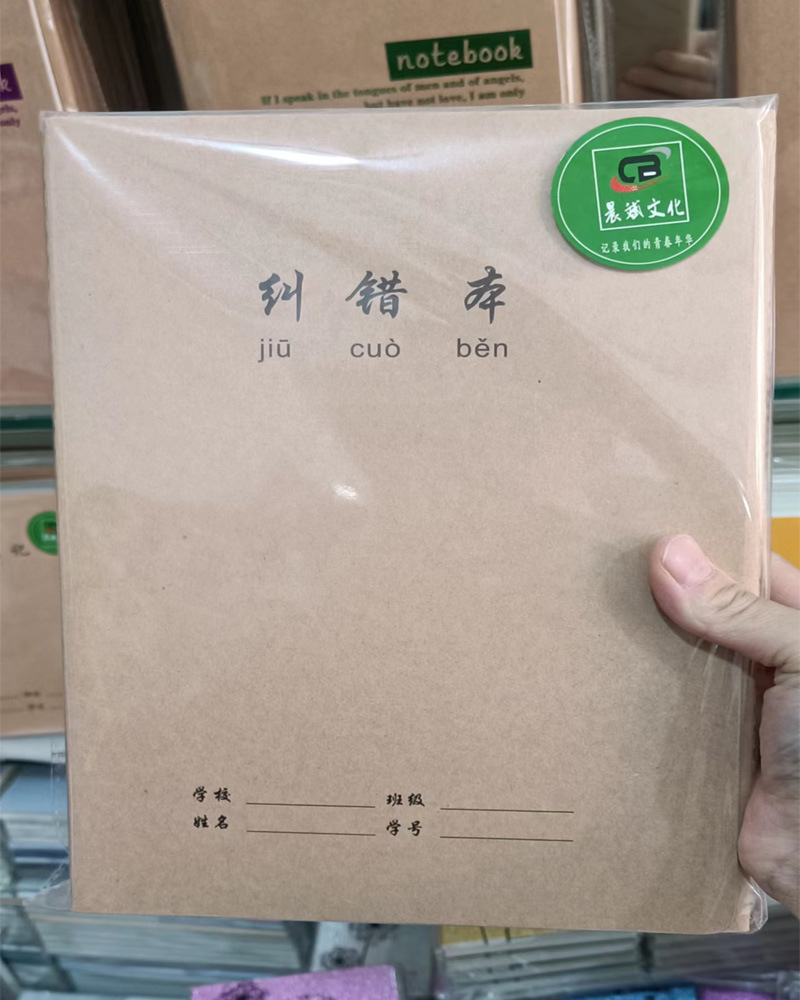 notebook
If I speak in the tongues of men and of angels,
but have not love, I am only
CB
晨斌文化
记录我们的青春年华
纠错本
jiū cuò běn
学校 班级
姓名 学号